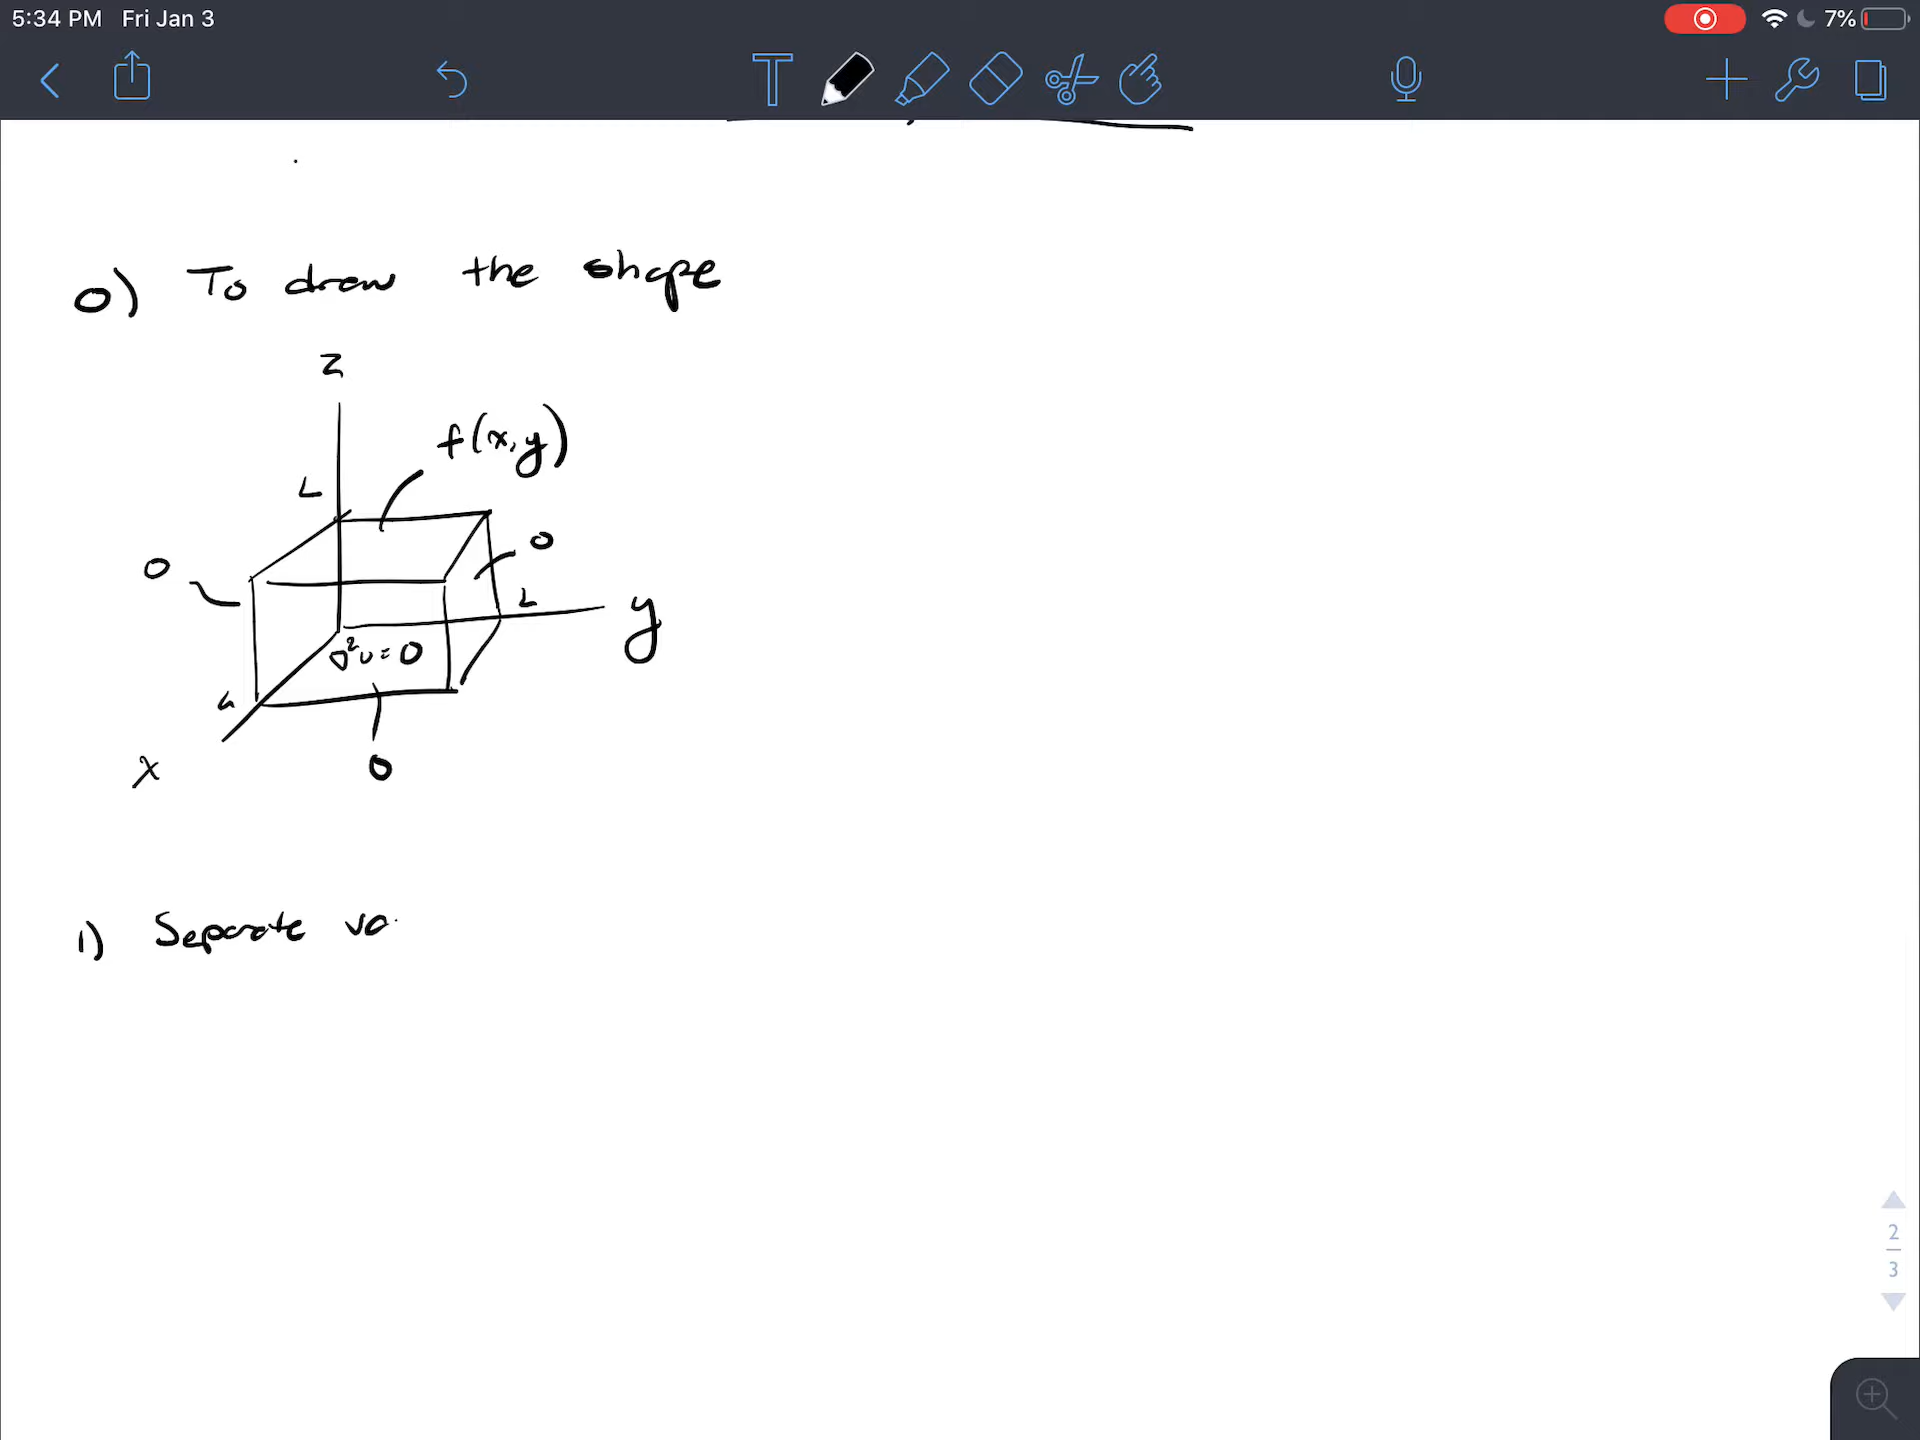 5:34 PM Fri Jan 3
7%
T
0) To draw the shape
z
f(x,y)
L
0
0
L
y
∇²u=0
a
x
0
1) Separate va
2
3